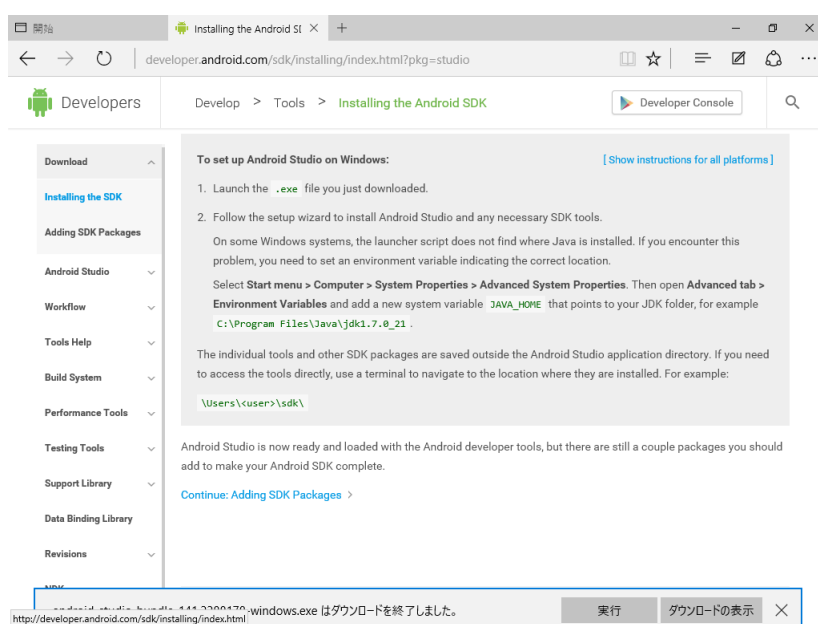 開始
Installing the Android SI
developer.android.com/sdk/installing/index.html?pkg=studio
Developers
Develop > Tools > Installing the Android SDK
Developer Console
Download
Installing the SDK
Adding SDK Packages
Android Studio
Workflow
Tools Help
Build System
Performance Tools
Testing Tools
Support Library
Data Binding Library
Revisions
NDK
To set up Android Studio on Windows:
[ Show instructions for all platforms ]
1. Launch the .exe file you just downloaded.
2. Follow the setup wizard to install Android Studio and any necessary SDK tools.
On some Windows systems, the launcher script does not find where Java is installed. If you encounter this
problem, you need to set an environment variable indicating the correct location.
Select Start menu > Computer > System Properties > Advanced System Properties. Then open Advanced tab >
Environment Variables and add a new system variable JAVA_HOME that points to your JDK folder, for example
C:\Program Files\Java\jdk1.7.0_21 .
The individual tools and other SDK packages are saved outside the Android Studio application directory. If you need
to access the tools directly, use a terminal to navigate to the location where they are installed. For example:
\Users\<user>\sdk\
Android Studio is now ready and loaded with the Android developer tools, but there are still a couple packages you should
add to make your Android SDK complete.
Continue: Adding SDK Packages >
-windows.exe はダウンロードを終了しました。
実行
ダウンロードの表示
http://developer.android.com/sdk/installing/index.html